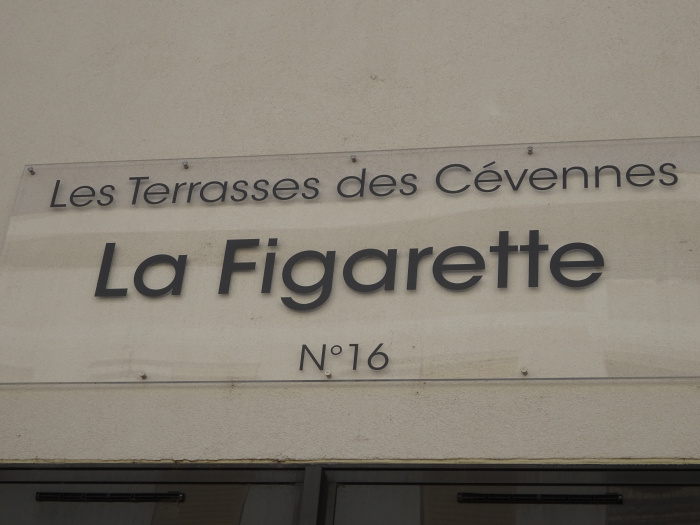 Les Terrasses des Cévennes
La Figarette
N°16